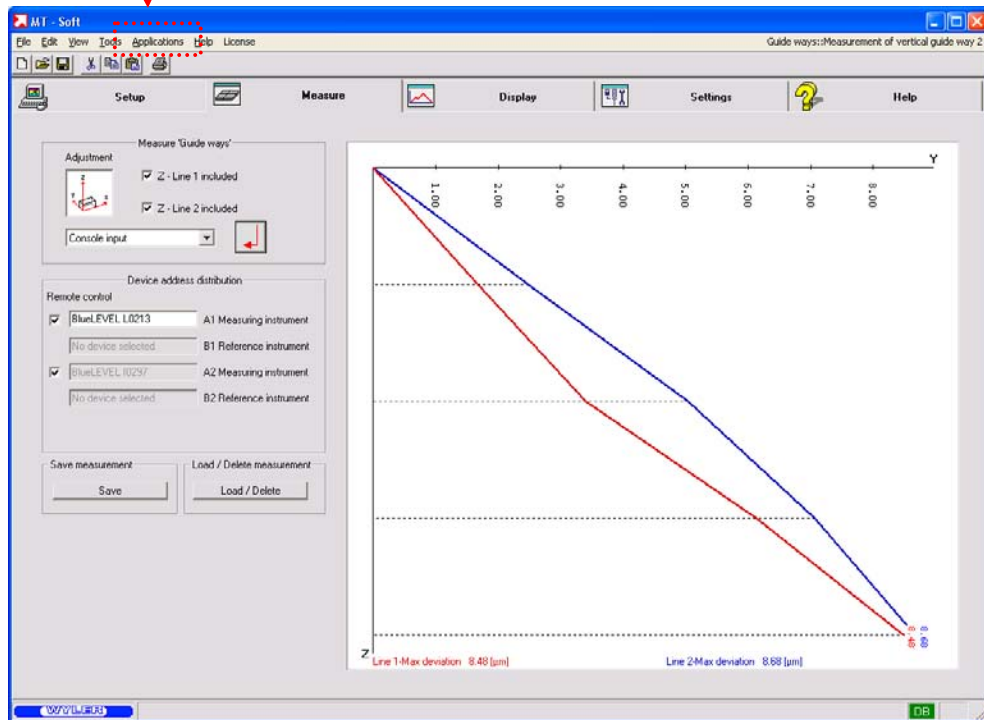 MT - Soft
File Edit View Tools Applications Help License
Guide ways::Measurement of vertical guide way 2
Setup Measure Display Settings Help
Measure 'Guide ways'
Adjustment
Z - Line 1 included
Z - Line 2 included
Console input
Device address distribution
Remote control
BlueLEVEL L0213 A1 Measuring instrument
No device selected B1 Reference instrument
BlueLEVEL I0297 A2 Measuring instrument
No device selected B2 Reference instrument
Save measurement
Save
Load / Delete measurement
Load / Delete
Y
1.00 2.00 3.00 4.00 5.00 6.00 7.00 8.00
8.48 8.68
Z
Line 1-Max deviation 8.48 [µm] Line 2-Max deviation 8.68 [µm]
WYLER
DB